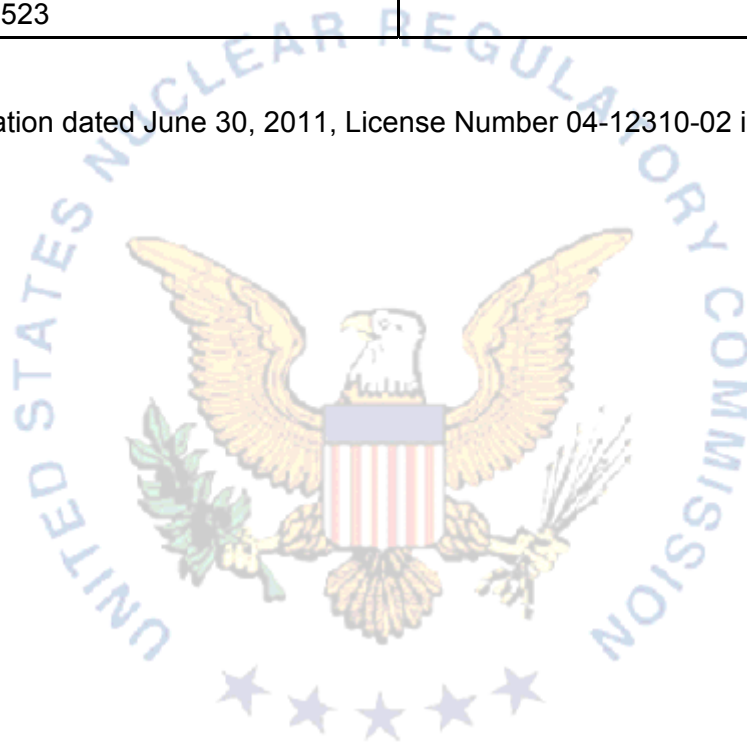 523
ation dated June 30, 2011, License Number 04-12310-02 i
UNITED STATES NUCLEAR REGULATORY COMMISSION